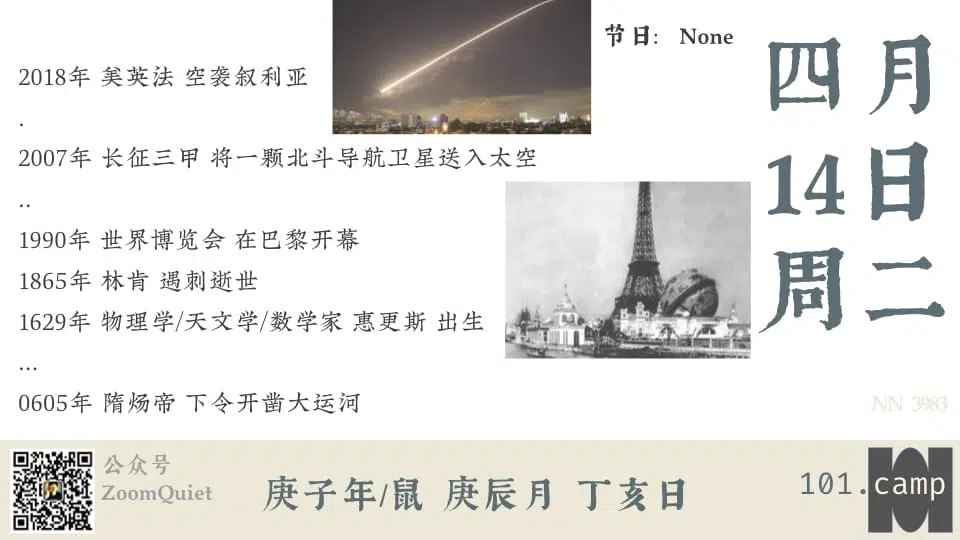 节日: None
四月
14日
周二
2018年 美英法 空袭叙利亚
.
2007年 长征三甲 将一颗北斗导航卫星送入太空
..
1990年 世界博览会 在巴黎开幕
1865年 林肯 遇刺逝世
1629年 物理学/天文学/数学家 惠更斯 出生
...
0605年 隋炀帝 下令开凿大运河
NN 3983
公众号
ZoomQuiet
庚子年/鼠 庚辰月 丁亥日
101.camp